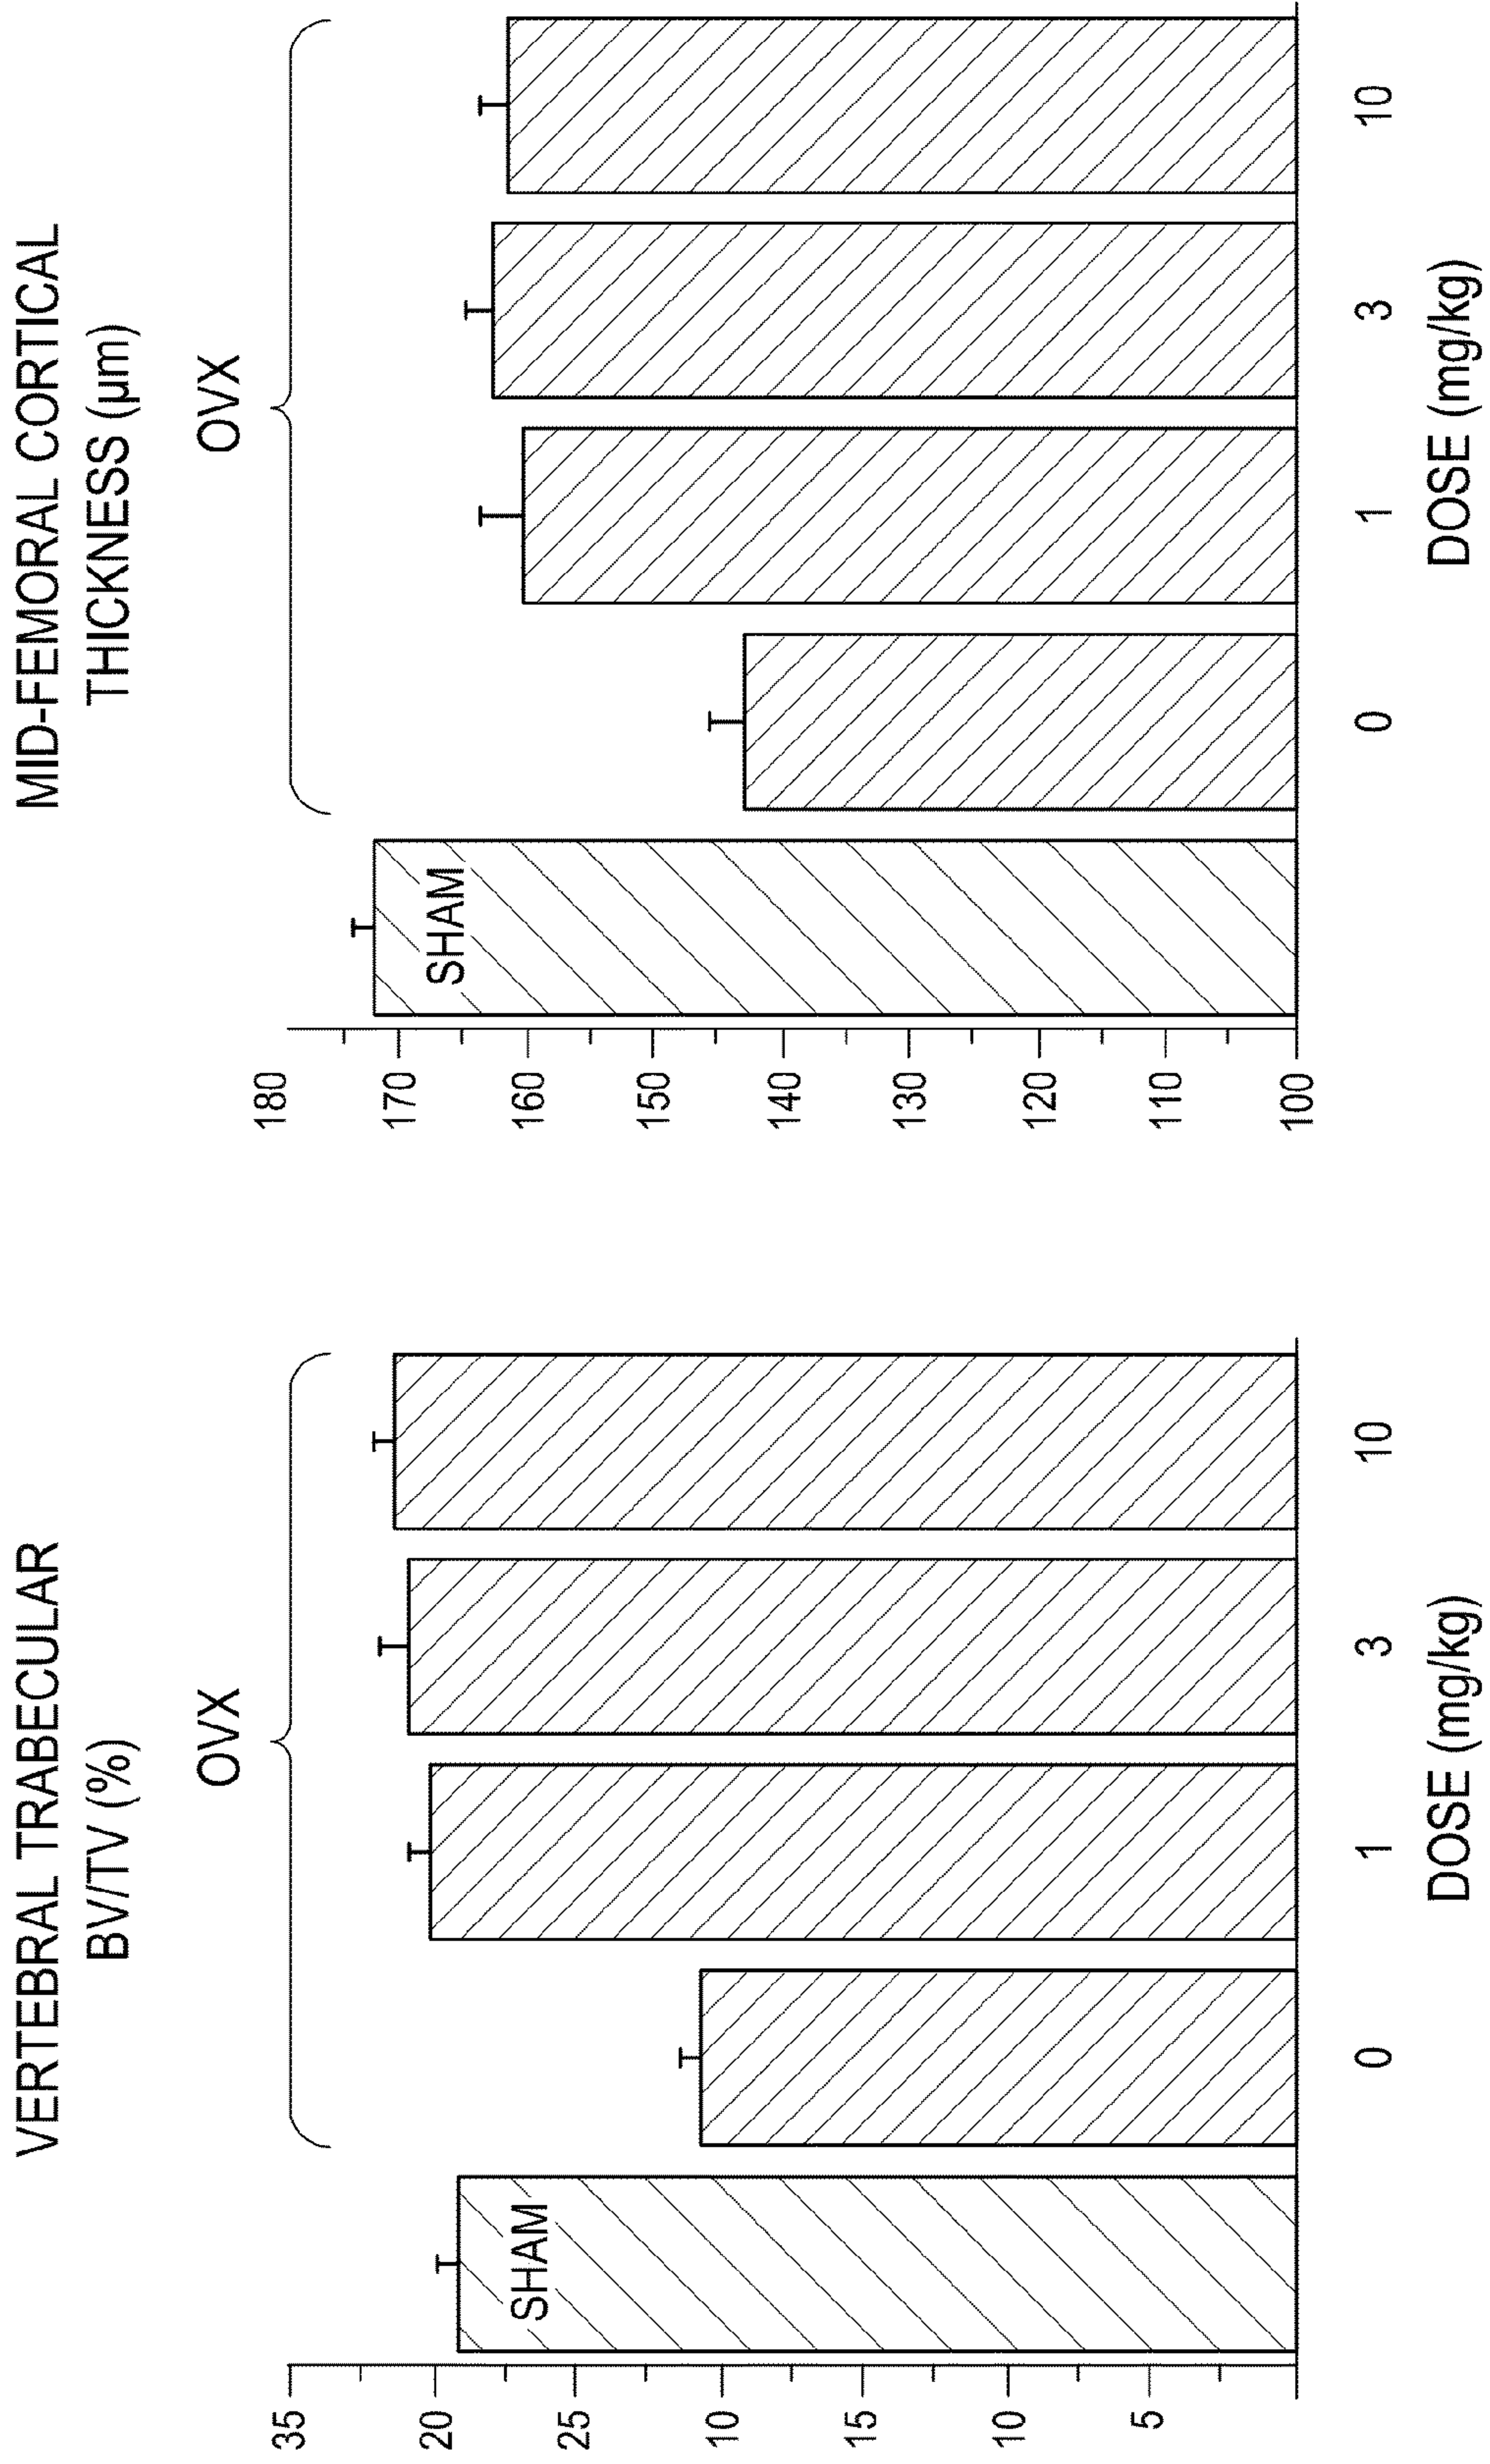 VERTEBRAL TRABECULAR
BV/TV (%)
OVX
35
20
25
10
15
10
5
SHAM
0
1
3
10
DOSE (mg/kg)
MID-FEMORAL CORTICAL
THICKNESS (µm)
OVX
180
170
160
150
140
130
120
110
100
SHAM
0
1
3
10
DOSE (mg/kg)